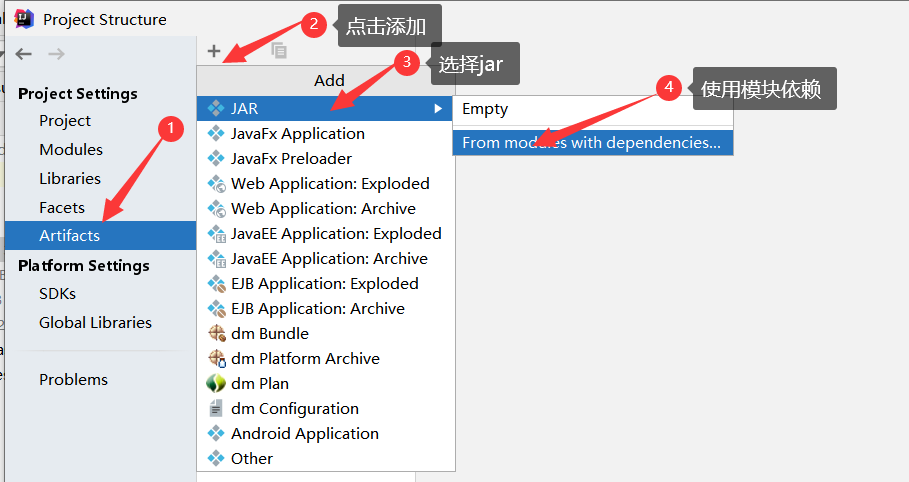 Project Structure
2
点击添加
3
选择jar
Add
4
使用模块依赖
Project Settings
Project
1
Modules
Libraries
Facets
Artifacts
Platform Settings
SDKs
Global Libraries
Problems
JAR
JavaFx Application
JavaFx Preloader
Web Application: Exploded
Web Application: Archive
JavaEE Application: Exploded
JavaEE Application: Archive
EJB Application: Exploded
EJB Application: Archive
dm Bundle
dm Platform Archive
dm Plan
dm Configuration
Android Application
Other
Empty
From modules with dependencies...